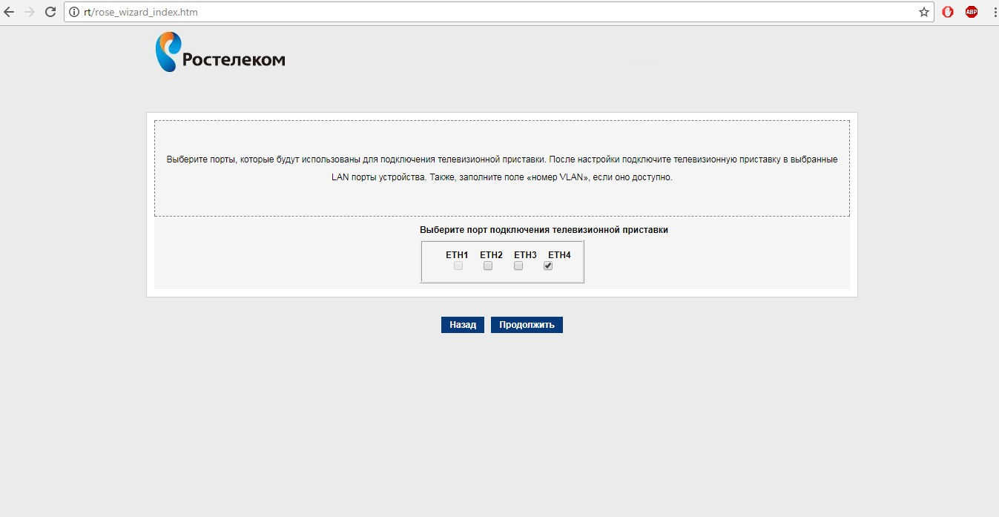 rt/rose_wizard_index.htm
ABP
Ростелеком
Выберите порты, которые будут использованы для подключения телевизионной приставки. После настройки подключите телевизионную приставку в выбранные
LAN порты устройства. Также, заполните поле «номер VLAN», если оно доступно.
Выберите порт подключения телевизионной приставки
ETH1 ETH2 ETH3 ETH4
Назад Продолжить